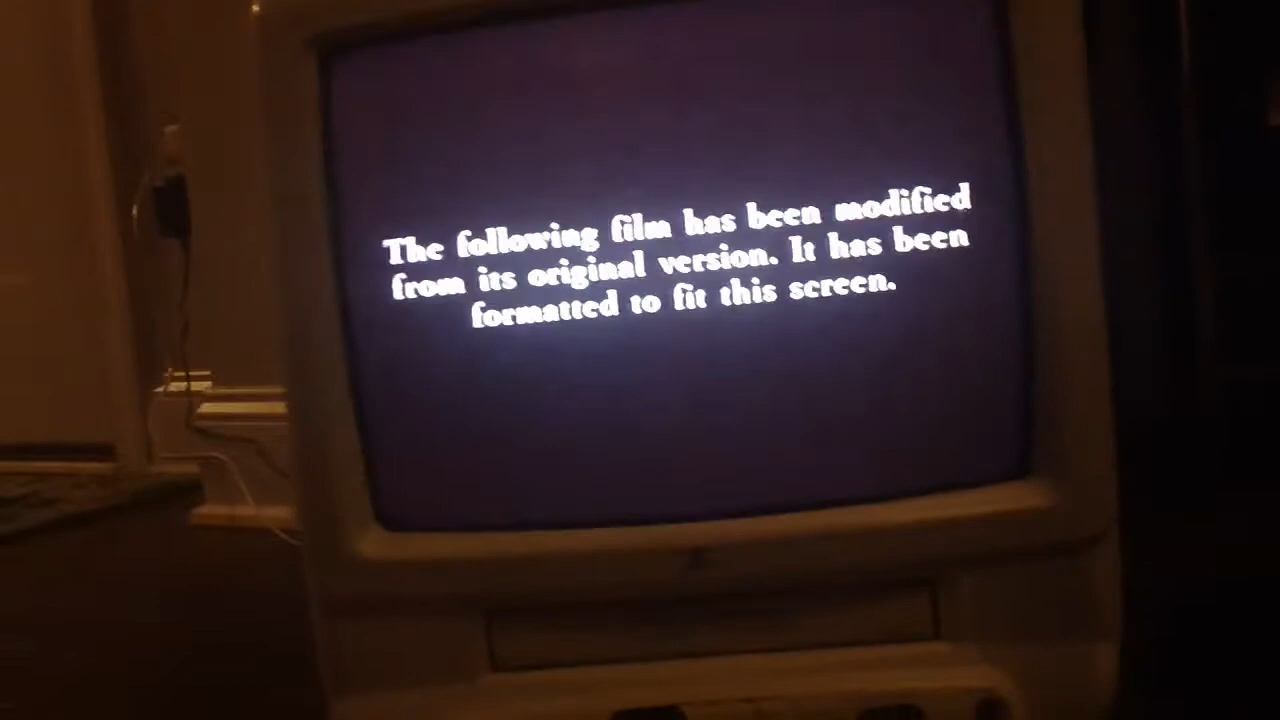 The following film has been modified
from its original version. It has been
formatted to fit this screen.